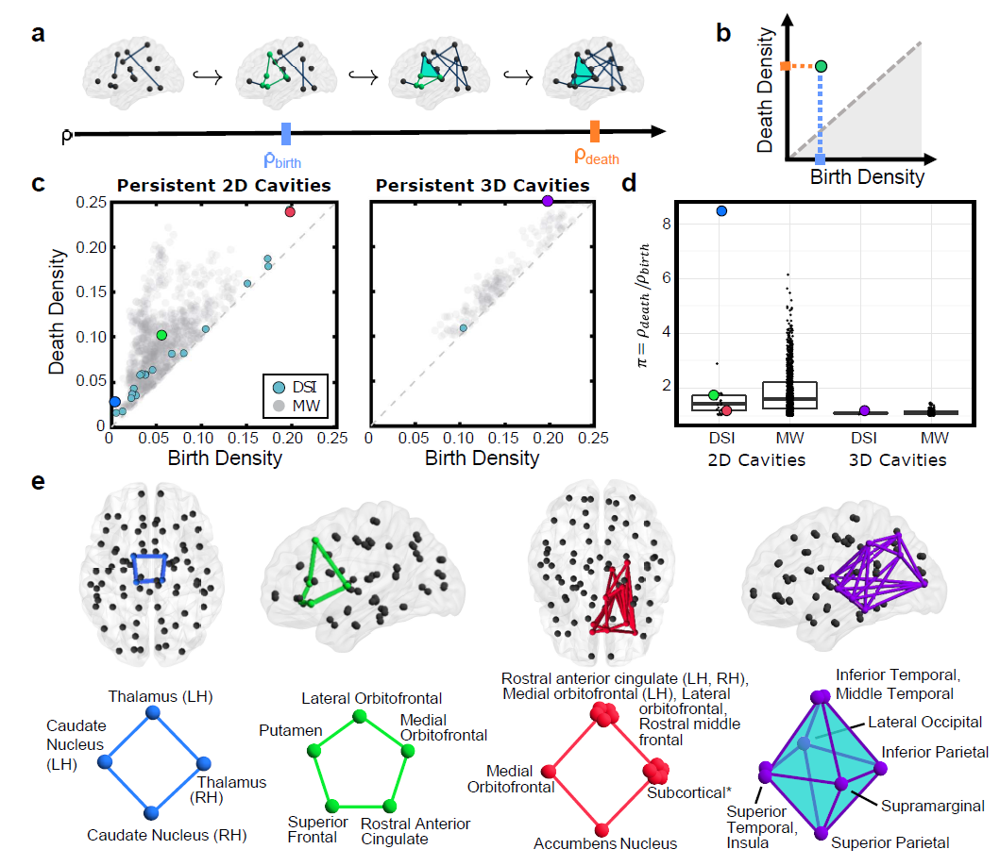 a
ρ
ρbirth
ρdeath
b
Death Density
Birth Density
c
Persistent 2D Cavities
Persistent 3D Cavities
0.25
0.20
0.15
0.10
0.05
0
Death Density
DSI
MW
0 0.05 0.10 0.15 0.20 0.25
Birth Density
0 0.05 0.10 0.15 0.20 0.25
Birth Density
d
π = ρdeath/ρbirth
8
6
4
2
DSI MW DSI MW
2D Cavities 3D Cavities
e
Thalamus (LH)
Caudate
Nucleus
(LH)
Thalamus
(RH)
Caudate Nucleus (RH)
Lateral Orbitofrontal
Putamen
Medial
Orbitofrontal
Superior
Frontal
Rostral Anterior
Cingulate
Rostral anterior cingulate (LH, RH),
Medial orbitofrontal (LH), Lateral
orbitofrontal,
Rostral middle
frontal
Medial
Orbitofrontal
Subcortical*
Accumbens Nucleus
Inferior Temporal,
Middle Temporal
Lateral Occipital
Inferior Parietal
Supramarginal
Superior
Temporal,
Insula
Superior Parietal